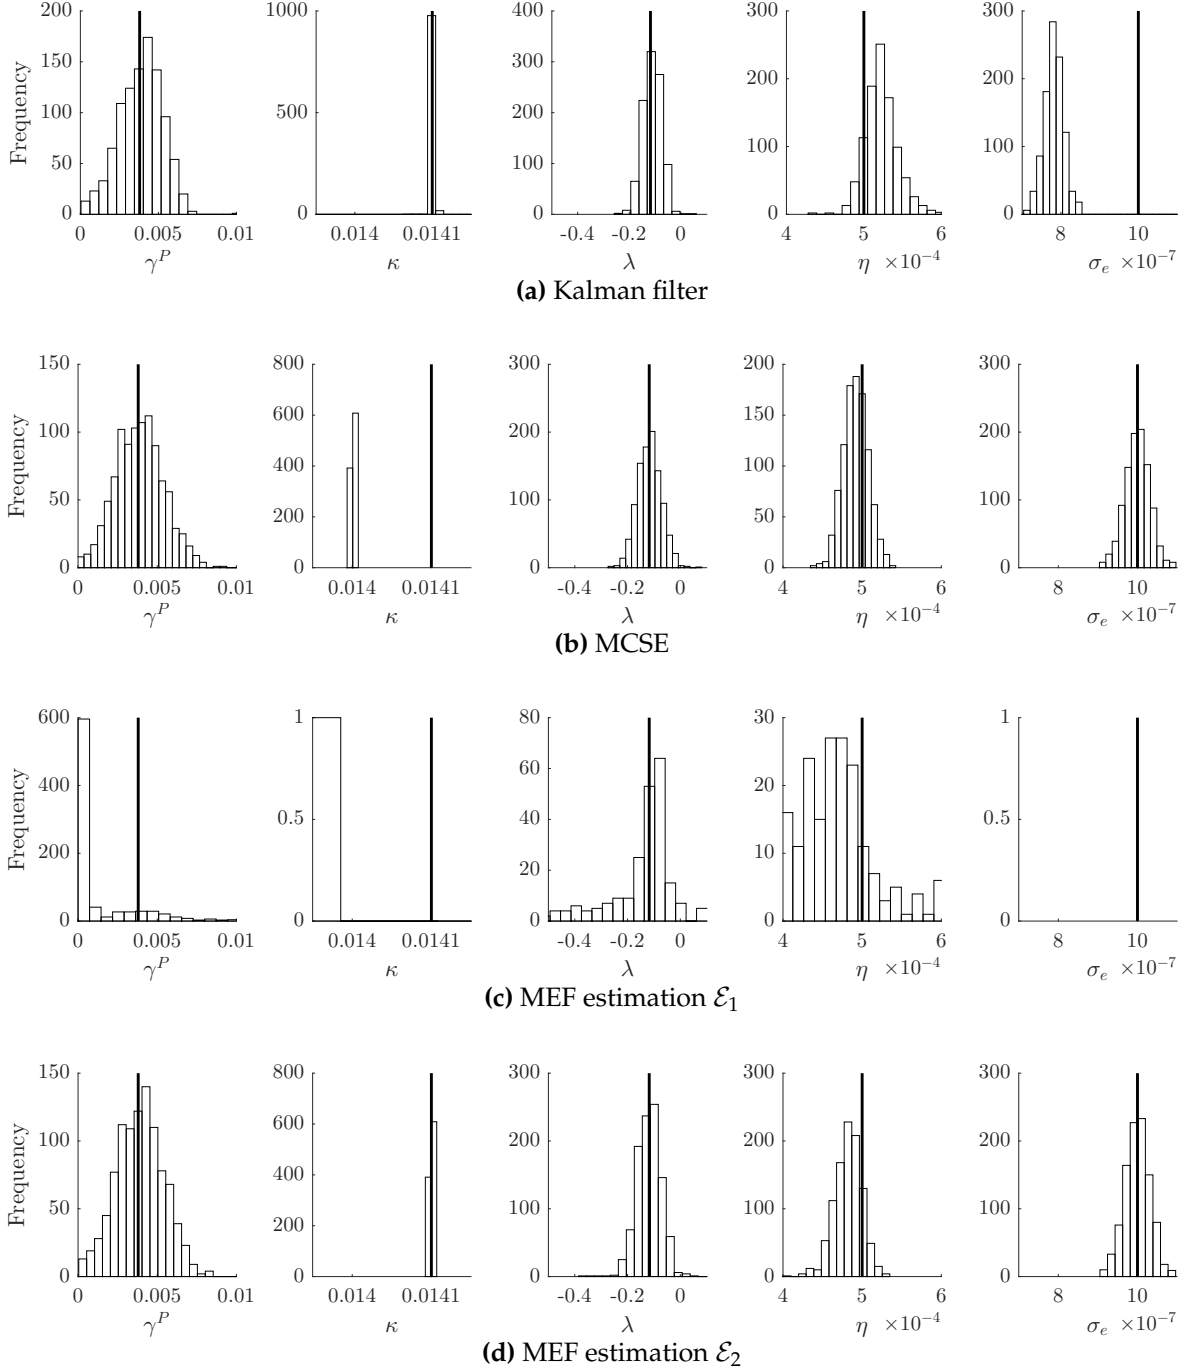 200 1000 400 300 300
150 300
Frequency
200 200
100 500 200
100 100
50 100
0 0 0 0 0
0 0.005 0.01 0.014 0.0141 -0.4 -0.2 0 4 5 6 8 10
γ^P κ λ η ×10^-4 σ_e ×10^-7
(a) Kalman filter
150 800 300 200 300
600 150
Frequency
100 200 200
400 100
50 100 100
200 50
0 0 0 0 0
0 0.005 0.01 0.014 0.0141 -0.4 -0.2 0 4 5 6 8 10
γ^P κ λ η ×10^-4 σ_e ×10^-7
(b) MCSE
600 1 80 30 1
60
Frequency
400 20
0.5 40 0.5
200 10
20
0 0 0 0 0
0 0.005 0.01 0.014 0.0141 -0.4 -0.2 0 4 5 6 8 10
γ^P κ λ η ×10^-4 σ_e ×10^-7
(c) MEF estimation ℰ_1
150 800 300 300 300
600
Frequency
100 200 200 200
400
50 100 100 100
200
0 0 0 0 0
0 0.005 0.01 0.014 0.0141 -0.4 -0.2 0 4 5 6 8 10
γ^P κ λ η ×10^-4 σ_e ×10^-7
(d) MEF estimation ℰ_2